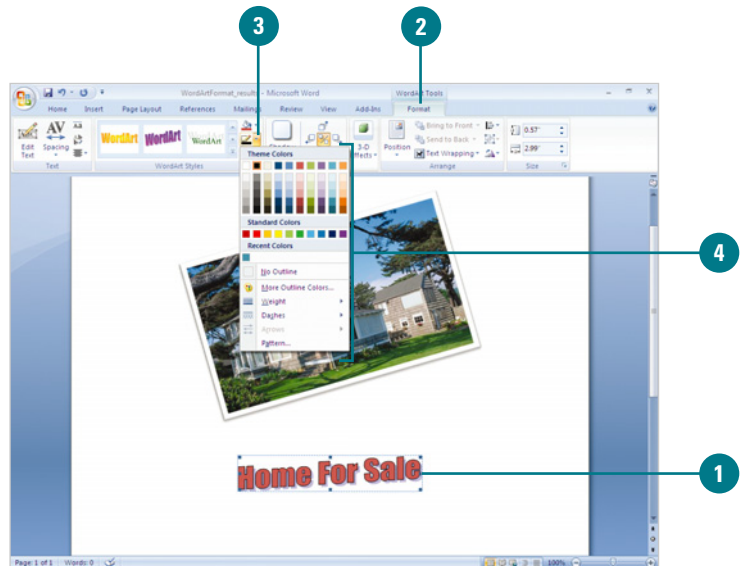 3
2
WordArtFormat_results - Microsoft Word
WordArt Tools
Home Insert Page Layout References Mailings Review View Add-Ins Format
Edit Text
Spacing
WordArt WordArt WordArt
3-D Effects
Position
Bring to Front
Send to Back
Text Wrapping
0.57"
2.99"
Text WordArt Styles Arrange Size
Theme Colors
Standard Colors
Recent Colors
No Outline
More Outline Colors...
Weight
Dashes
Arrows
Pattern...
4
Home For Sale
1
Page: 1 of 1 Words: 0 100%